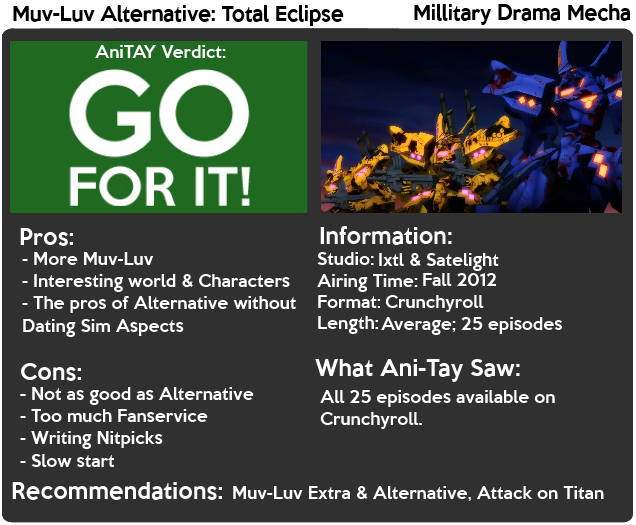 Muv-Luv Alternative: Total Eclipse
Millitary Drama Mecha
AniTAY Verdict:
GO
FOR IT!
Pros:
- More Muv-Luv
- Interesting world & Characters
- The pros of Alternative without
Dating Sim Aspects
Cons:
- Not as good as Alternative
- Too much Fanservice
- Writing Nitpicks
- Slow start
Information:
Studio: Ixtl & Satelight
Airing Time: Fall 2012
Format: Crunchyroll
Length: Average; 25 episodes
What Ani-Tay Saw:
All 25 episodes available on
Crunchyroll.
Recommendations: Muv-Luv Extra & Alternative, Attack on Titan